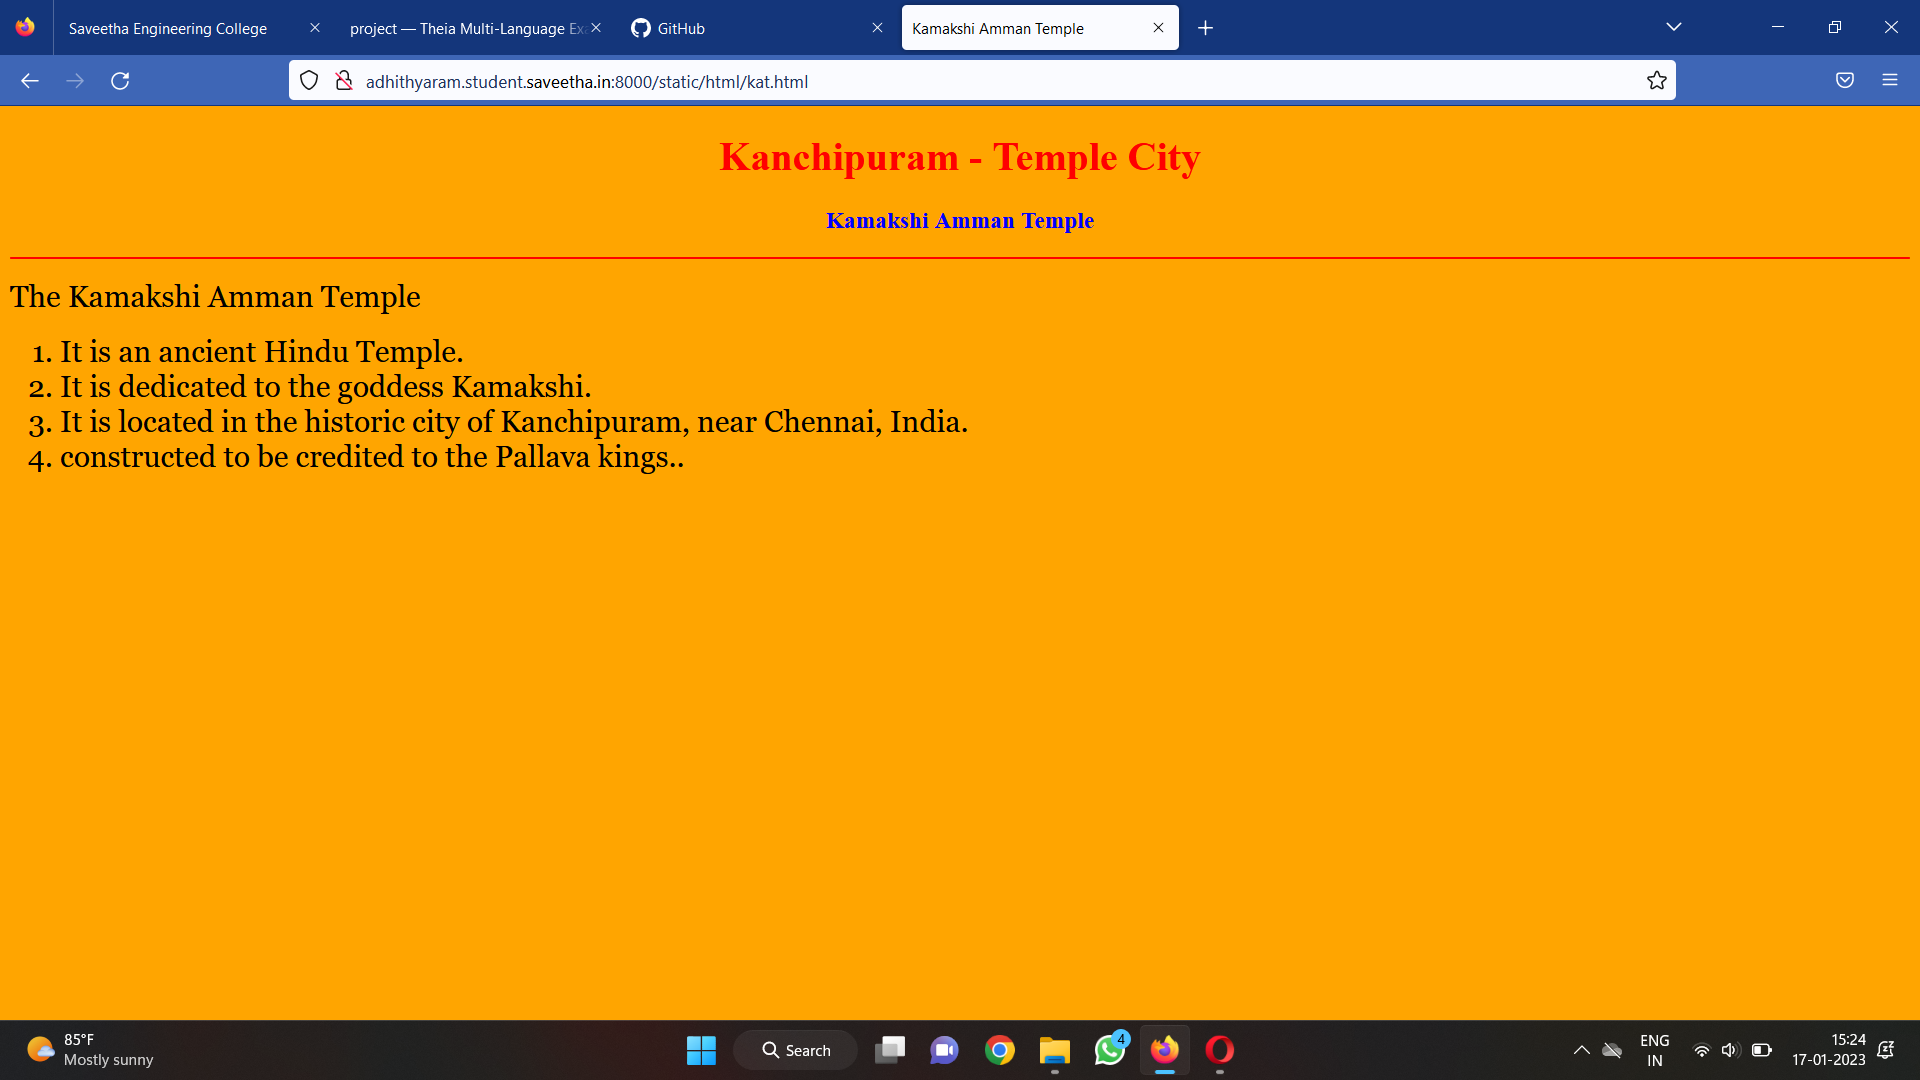 Saveetha Engineering College
project — Theia Multi-Language Ex
GitHub
Kamakshi Amman Temple
adhithyaram.student.saveetha.in:8000/static/html/kat.html
Kanchipuram - Temple City
Kamakshi Amman Temple
The Kamakshi Amman Temple
1. It is an ancient Hindu Temple.
2. It is dedicated to the goddess Kamakshi.
3. It is located in the historic city of Kanchipuram, near Chennai, India.
4. constructed to be credited to the Pallava kings..
85°F
Mostly sunny
Search
4
ENG
IN
15:24
17-01-2023